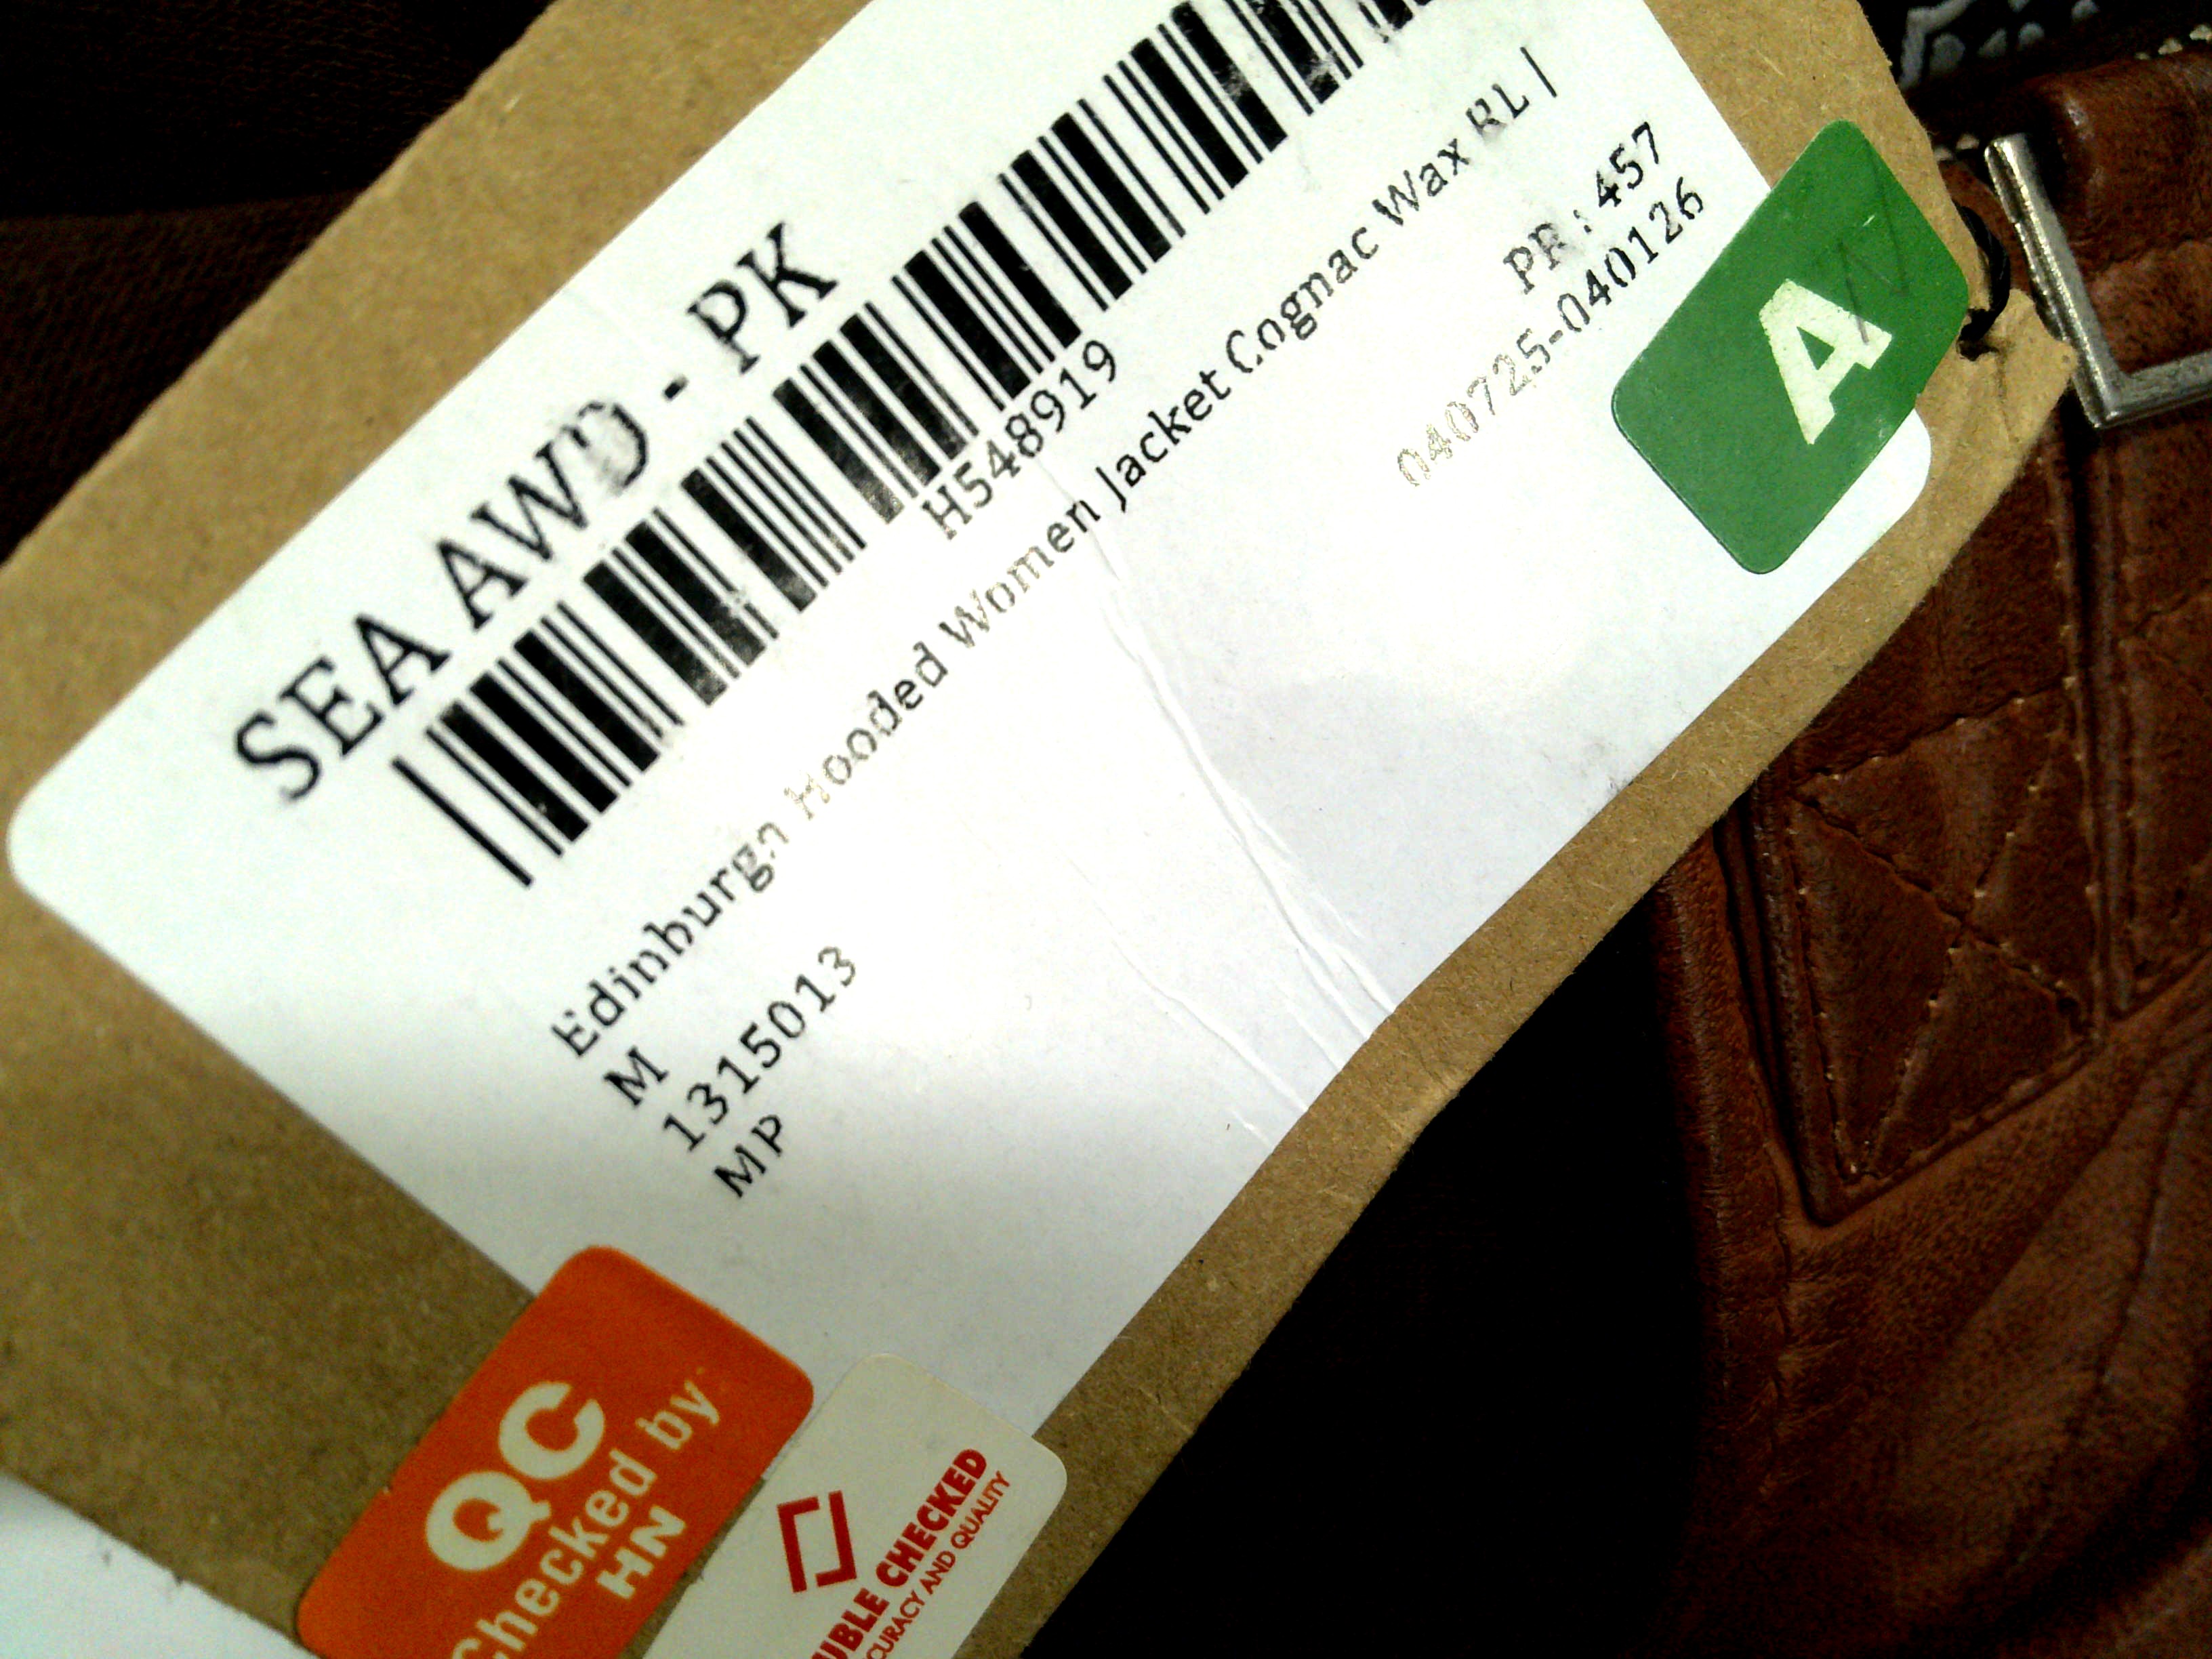 SEA AWD - PK
H548919
Edinburgh Hooded Women Jacket Cognac Wax RL |
M
1315013
MP
PR: 457
040725-040126
A
QC
Checked by
HN
UBLE CHECKED
CURACY AND QUALITY